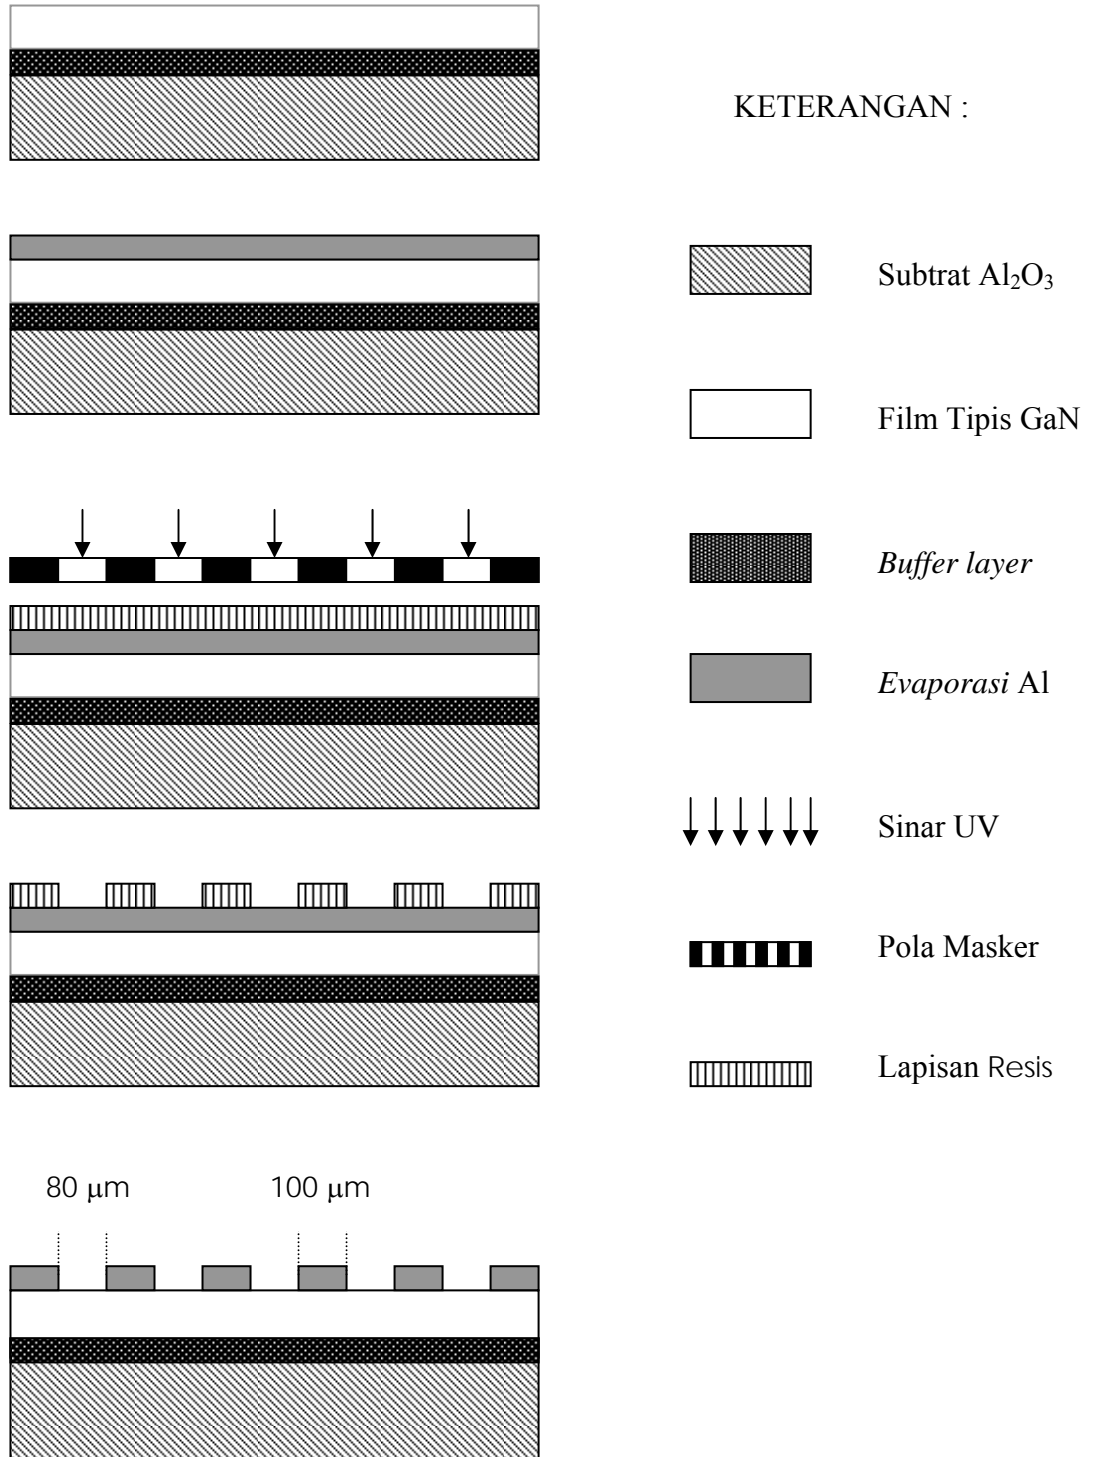 KETERANGAN :
Subtrat Al₂O₃
Film Tipis GaN
Buffer layer
Evaporasi Al
Sinar UV
Pola Masker
Lapisan Resis
80 μm 100 μm